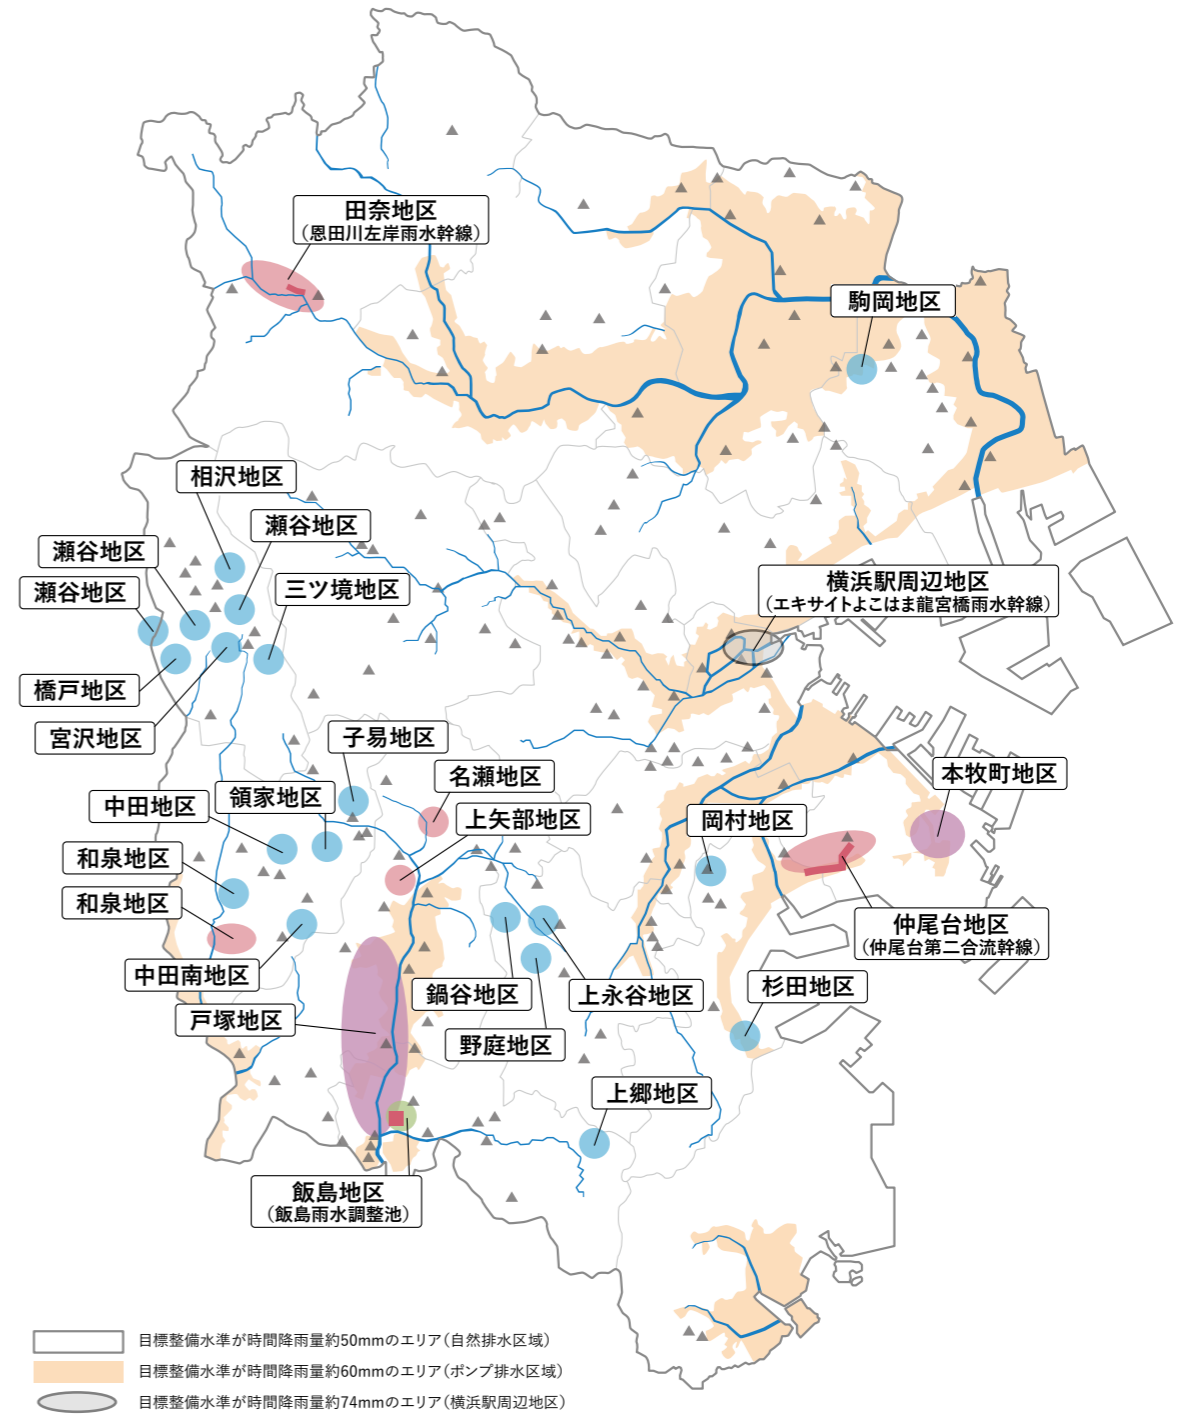 田奈地区
(恩田川左岸雨水幹線)
駒岡地区
相沢地区
瀬谷地区
瀬谷地区
瀬谷地区
三ツ境地区
横浜駅周辺地区
(エキサイトよこはま龍宮橋雨水幹線)
橋戸地区
宮沢地区
子易地区
名瀬地区
本牧町地区
領家地区
中田地区
上矢部地区
岡村地区
和泉地区
和泉地区
仲尾台地区
(仲尾台第二合流幹線)
中田南地区
鍋谷地区
上永谷地区
杉田地区
戸塚地区
野庭地区
上郷地区
飯島地区
(飯島雨水調整池)
目標整備水準が時間降雨量約50mmのエリア(自然排水区域)
目標整備水準が時間降雨量約60mmのエリア(ポンプ排水区域)
目標整備水準が時間降雨量約74mmのエリア(横浜駅周辺地区)